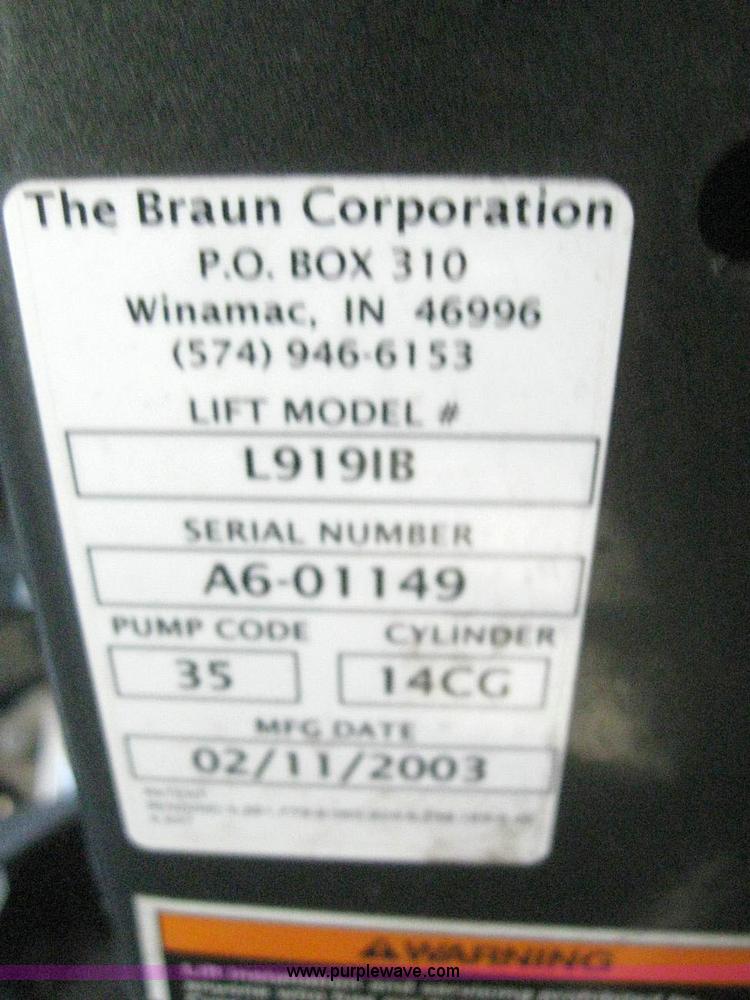 The Braun Corporation
P.O. BOX 310
Winamac, IN 46996
(574) 946-6153
LIFT MODEL #
L919IB
SERIAL NUMBER
A6-01149
PUMP CODE CYLINDER
35 14CG
MFG DATE
02/11/2003
PATENT
WARNING
www.purplewave.com